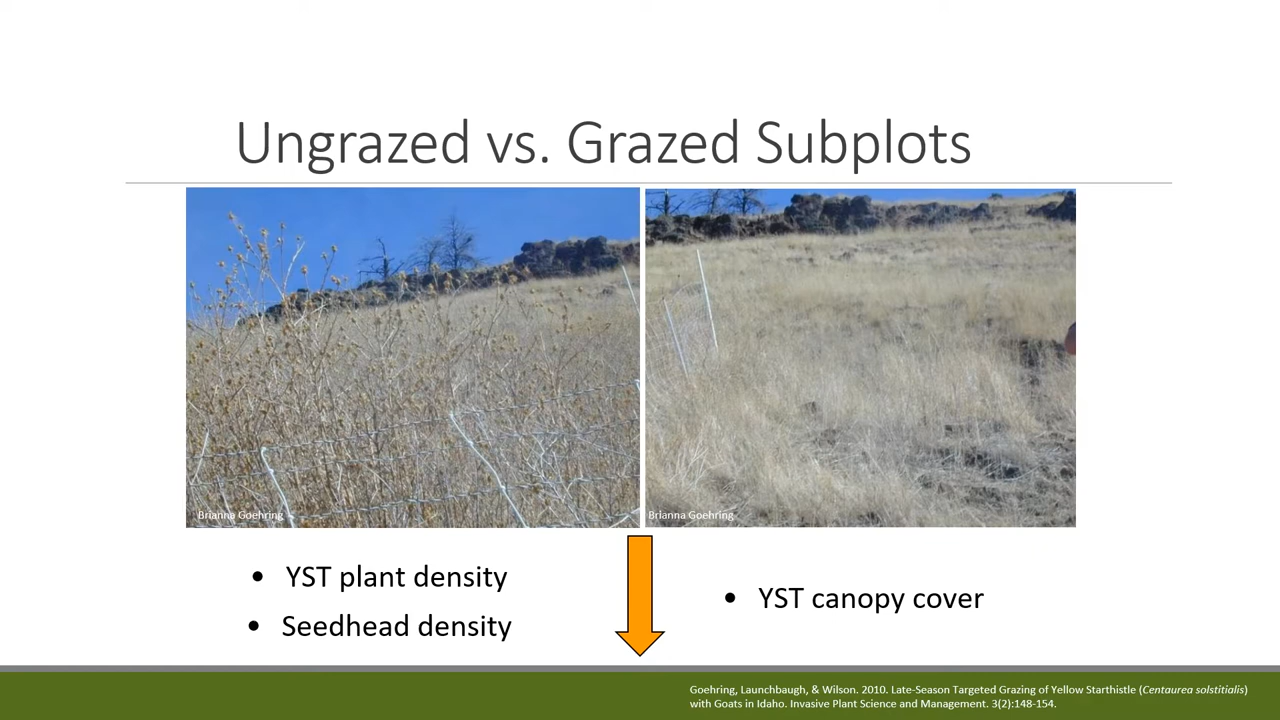 Ungrazed vs. Grazed Subplots
Brianna Goehring
Brianna Goehring
• YST plant density
• Seedhead density
• YST canopy cover
Goehring, Launchbaugh, & Wilson. 2010. Late-Season Targeted Grazing of Yellow Starthistle (Centaurea solstitialis)
with Goats in Idaho. Invasive Plant Science and Management. 3(2):148-154.